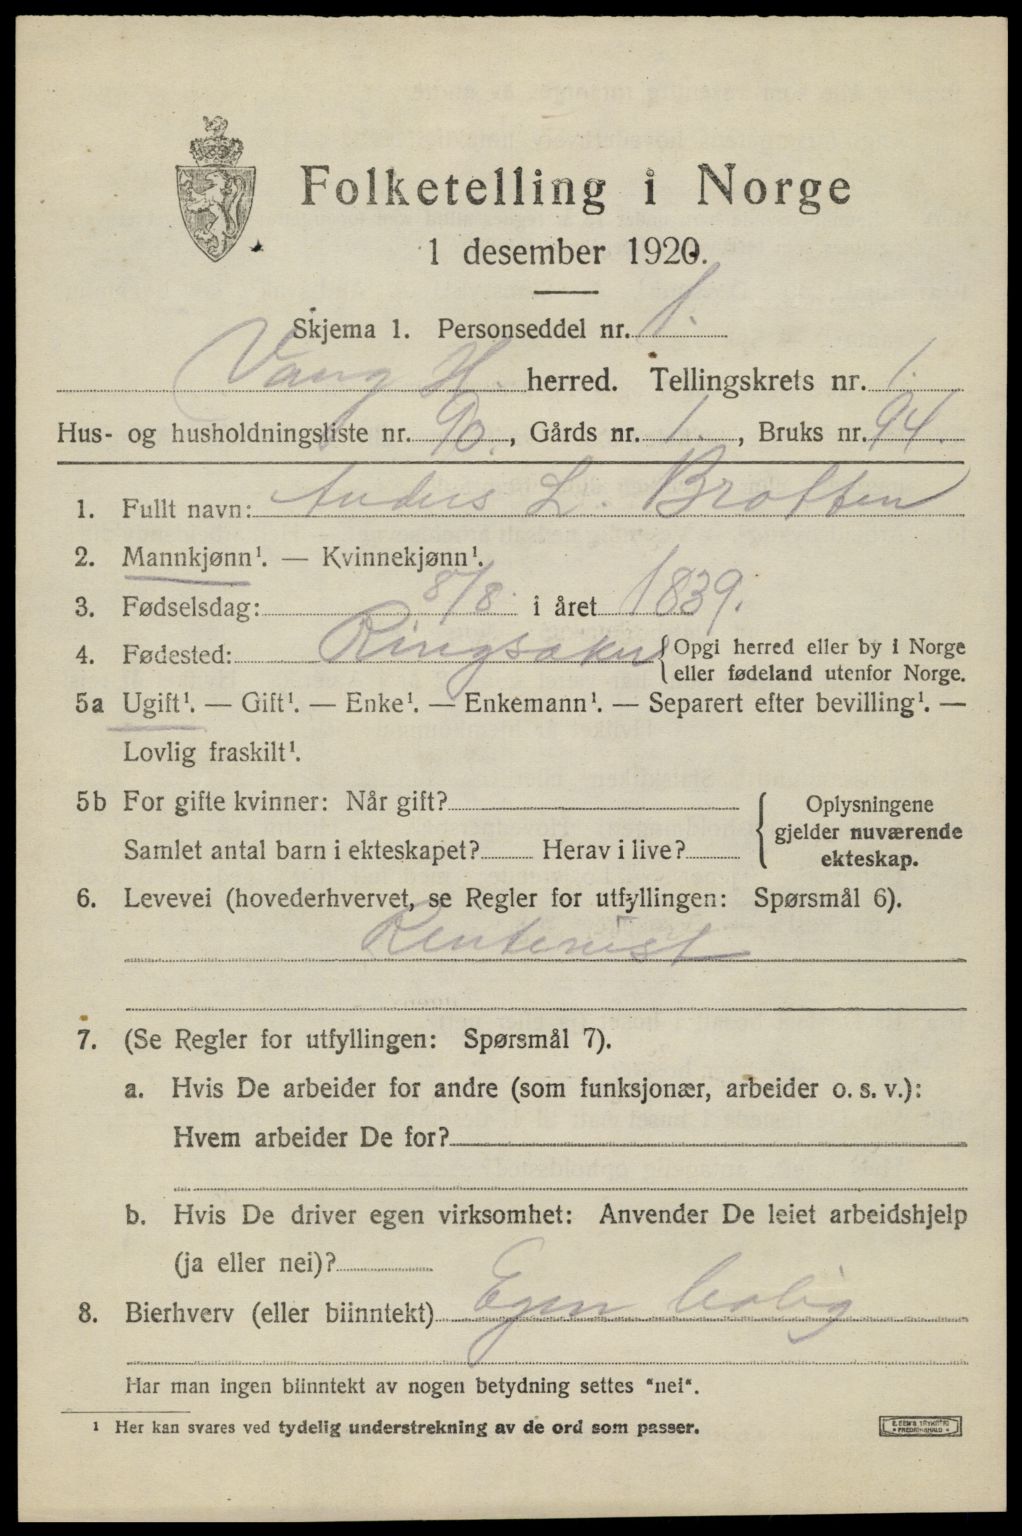 Folketelling i Norge
1 desember 1920.
Skjema 1. Personseddel nr. 1.
Vang H. herred. Tellingskrets nr. 1.
Hus- og husholdningsliste nr. 90., Gårds nr. 1., Bruks nr. 94.
1. Fullt navn: Anders L. Brotten
2. Mannkjønn¹. — Kvinnekjønn¹.
3. Fødselsdag: 8/8. i året 1839.
4. Fødested: Ringsaker { Opgi herred eller by i Norge
eller fødeland utenfor Norge.
5a Ugift¹. — Gift¹. — Enke¹. — Enkemann¹. — Separert efter bevilling¹. —
Lovlig fraskilt¹.
5b For gifte kvinner: Når gift? { Oplysningene
gjelder nuværende
Samlet antal barn i ekteskapet? Herav i live? ekteskap.
6. Levevei (hovederhvervet, se Regler for utfyllingen: Spørsmål 6).
Rentenist
7. (Se Regler for utfyllingen: Spørsmål 7).
a. Hvis De arbeider for andre (som funksjonær, arbeider o. s. v.):
Hvem arbeider De for?
b. Hvis De driver egen virksomhet: Anvender De leiet arbeidshjelp
(ja eller nei)?
8. Bierhverv (eller biinntekt) Egen bolig
Har man ingen biinntekt av nogen betydning settes "nei".
¹ Her kan svares ved tydelig understrekning av de ord som passer.